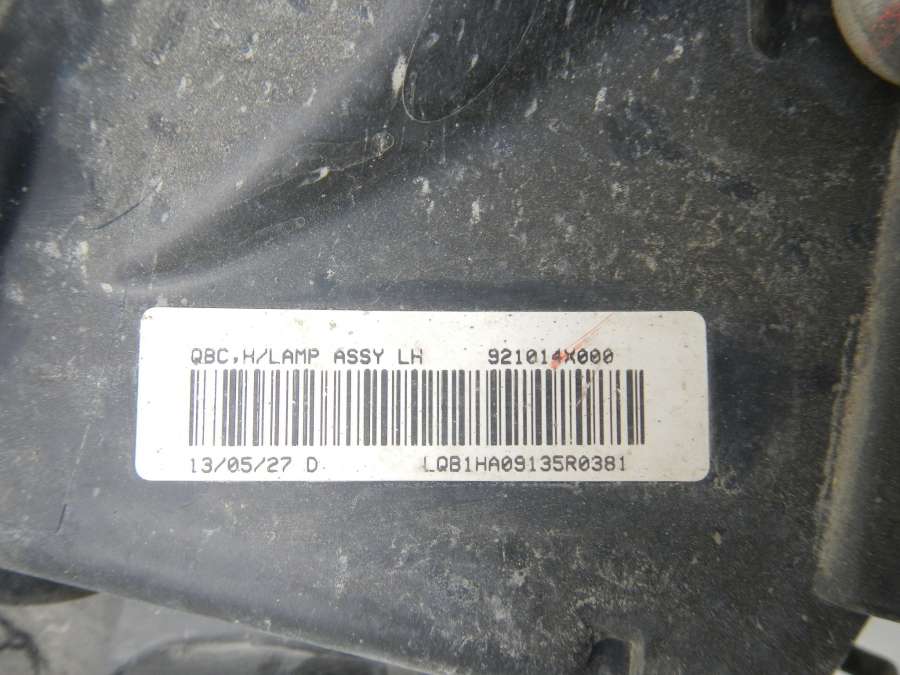 QBC,H/LAMP ASSY LH 921014X000
13/05/27 D LQB1HA09135R0381